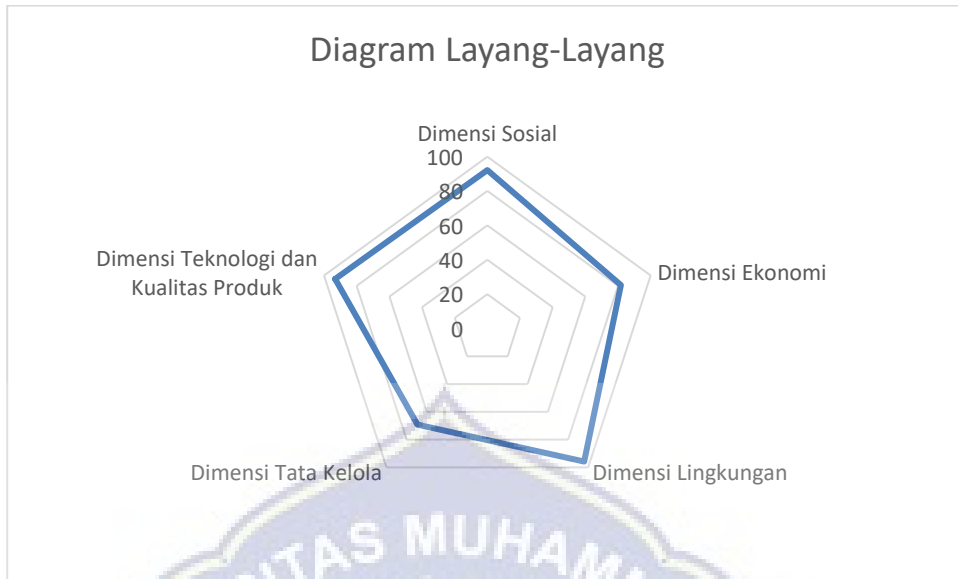 Diagram Layang-Layang
Dimensi Sosial
100
80
60
40
20
0
Dimensi Ekonomi
Dimensi Lingkungan
Dimensi Tata Kelola
Dimensi Teknologi dan
Kualitas Produk
ITAS MUHAM